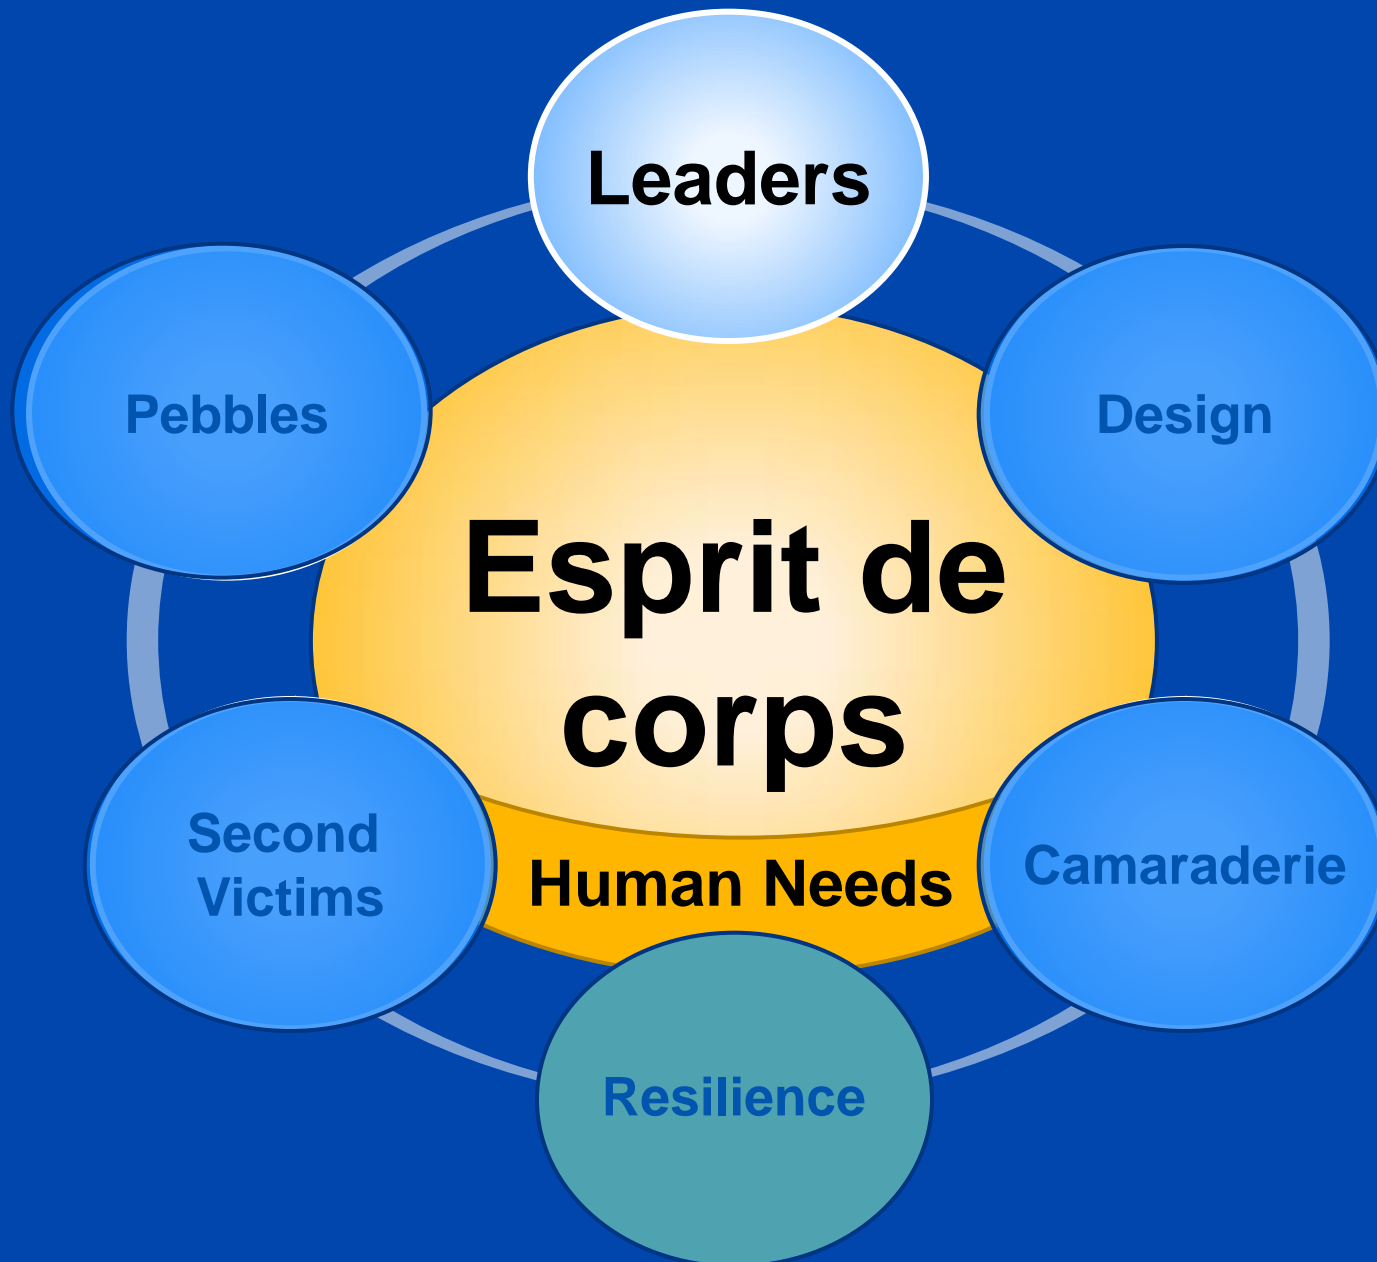 Leaders
Pebbles
Design
Esprit de
corps
Second
Victims
Human Needs
Camaraderie
Resilience